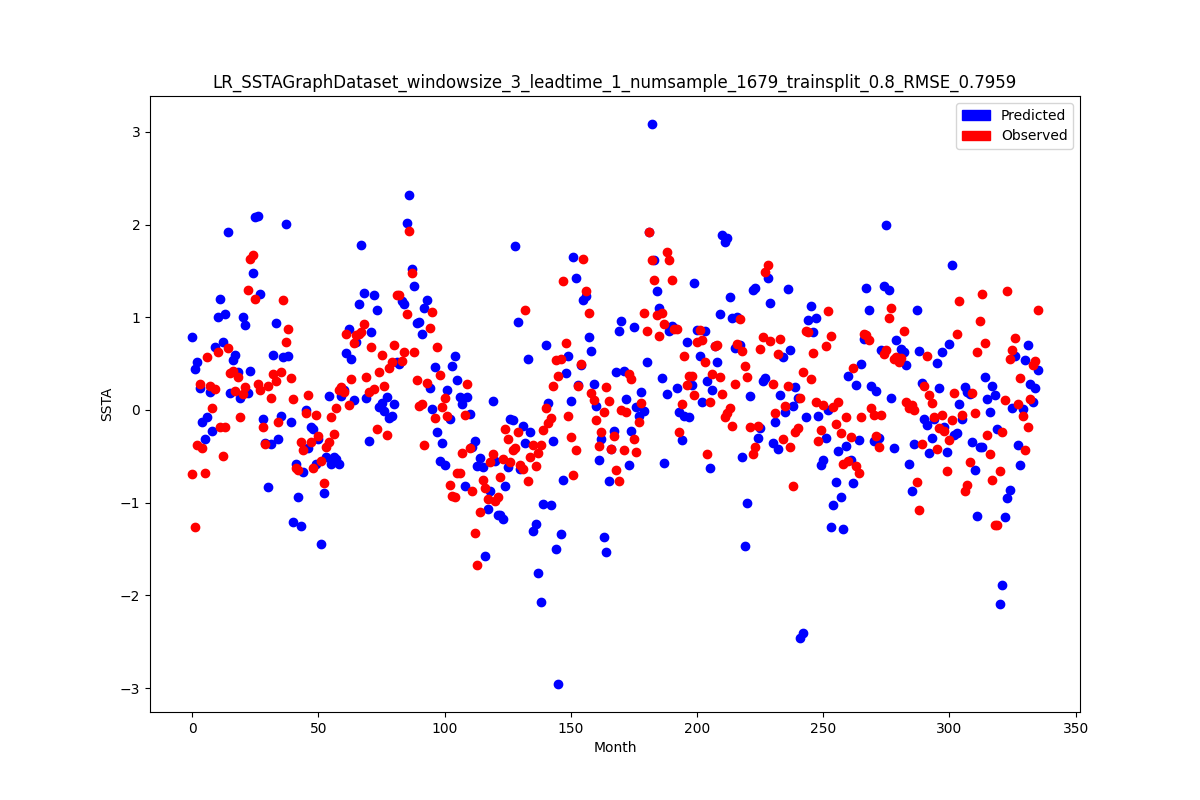 LR_SSTAGraphDataset_windowsize_3_leadtime_1_numsample_1679_trainsplit_0.8_RMSE_0.7959
Predicted
Observed
3
2
1
0
−1
−2
−3
SSTA
0 50 100 150 200 250 300 350
Month